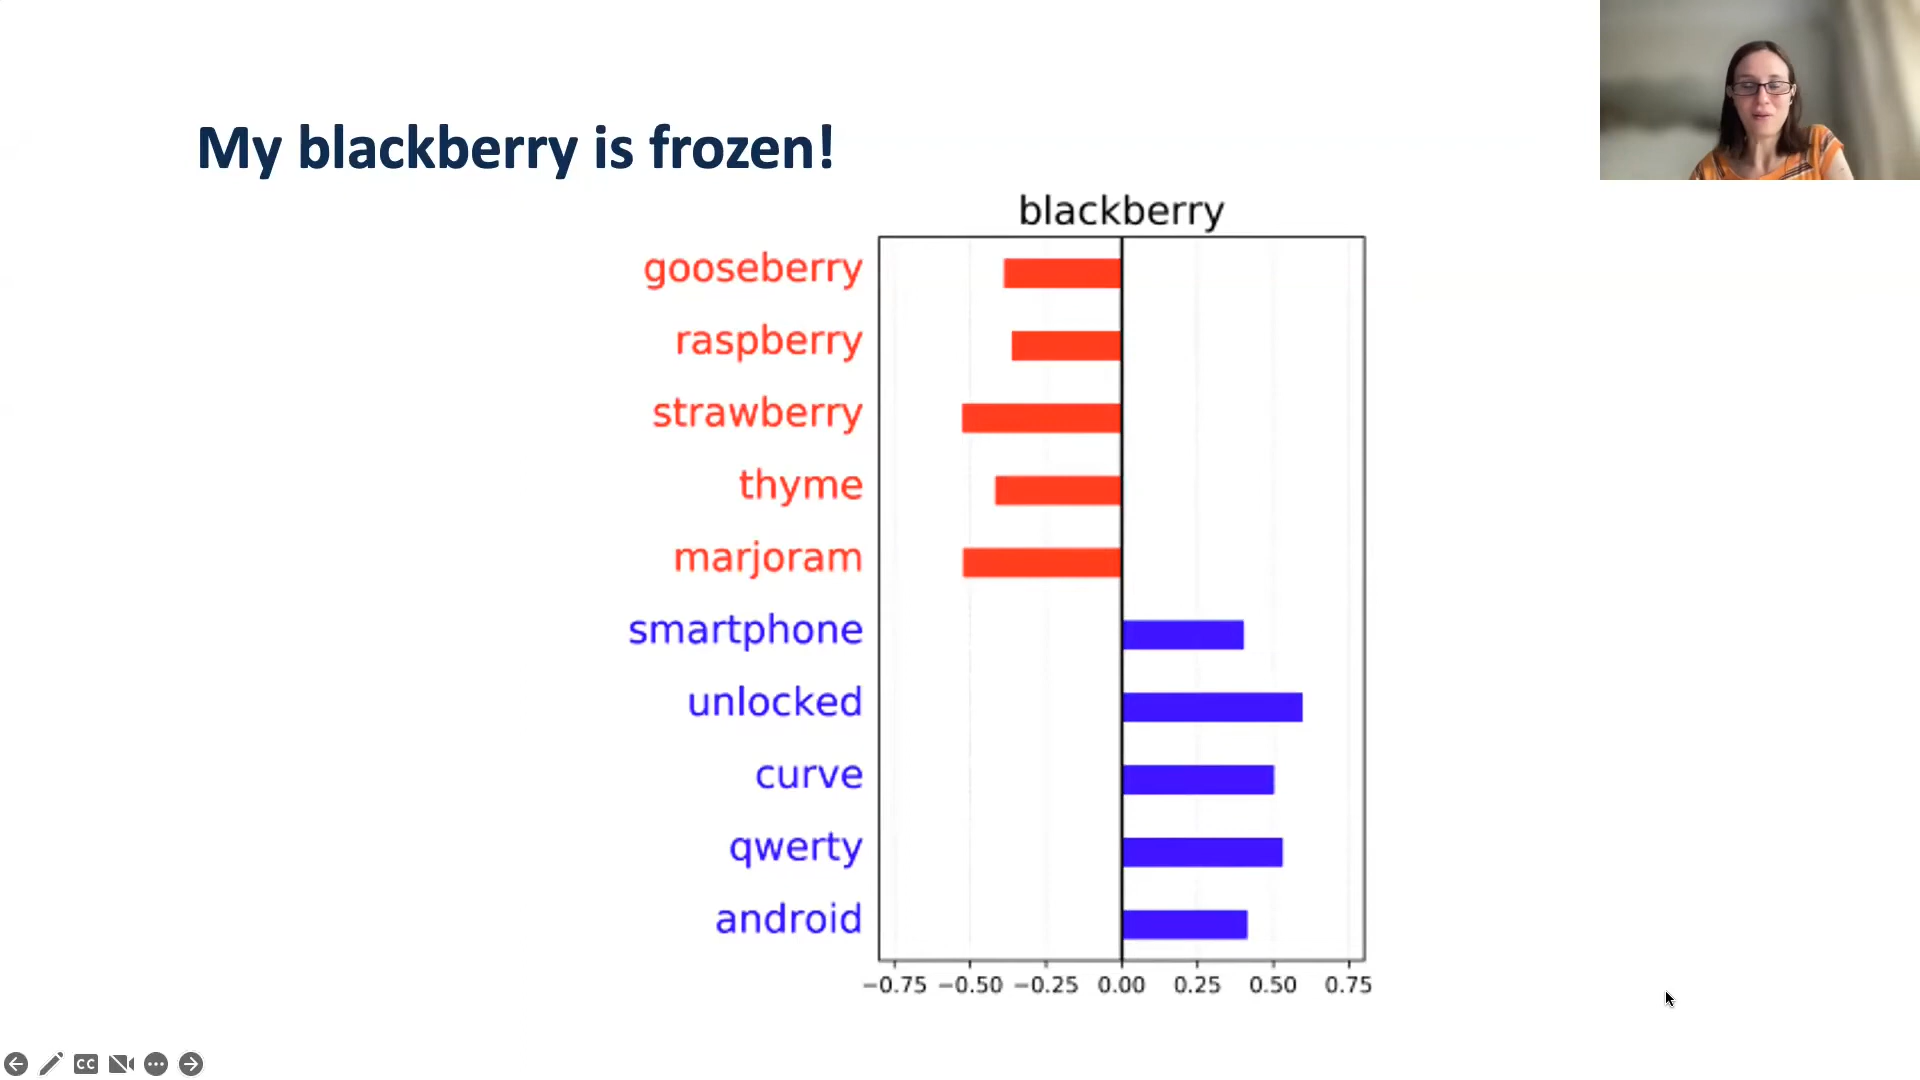 My blackberry is frozen!
blackberry
gooseberry
raspberry
strawberry
thyme
marjoram
smartphone
unlocked
curve
qwerty
android
−0.75 −0.50 −0.25 0.00 0.25 0.50 0.75
CC